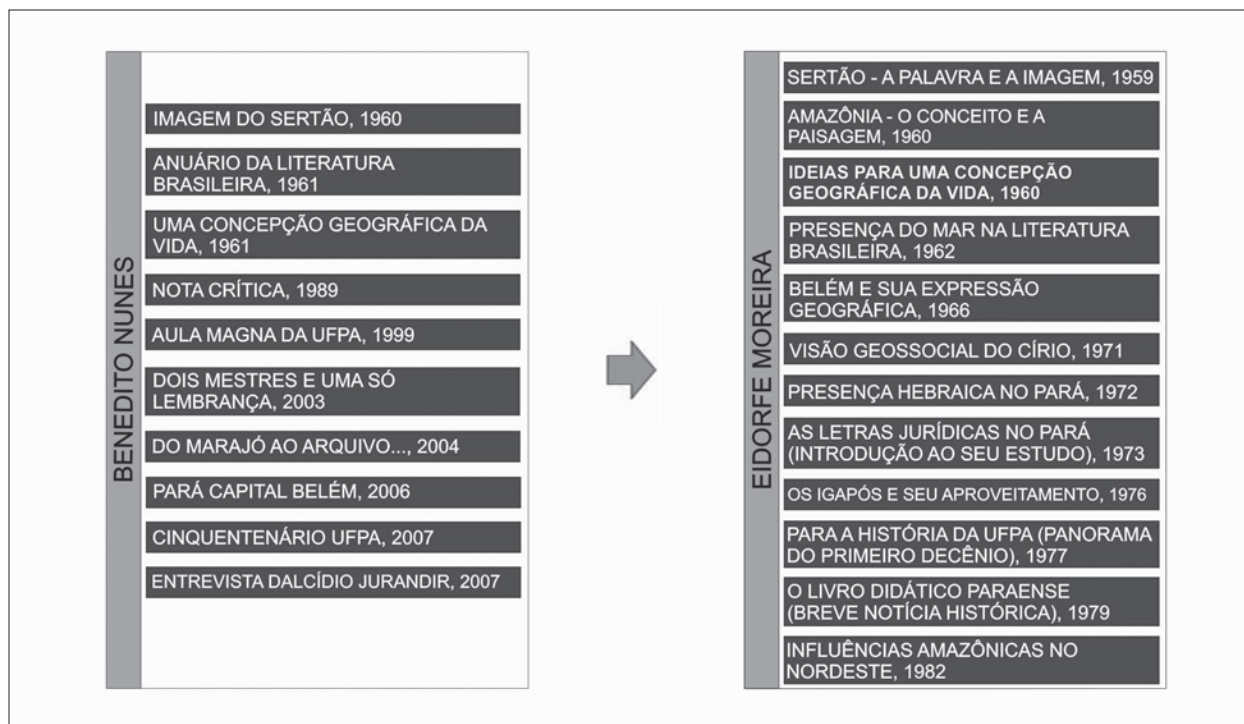 BENEDITO NUNES
IMAGEM DO SERTÃO, 1960
ANUÁRIO DA LITERATURA
BRASILEIRA, 1961
UMA CONCEPÇÃO GEOGRÁFICA DA
VIDA, 1961
NOTA CRÍTICA, 1989
AULA MAGNA DA UFPA, 1999
DOIS MESTRES E UMA SÓ
LEMBRANÇA, 2003
DO MARAJÓ AO ARQUIVO..., 2004
PARÁ CAPITAL BELÉM, 2006
CINQUENTENÁRIO UFPA, 2007
ENTREVISTA DALCÍDIO JURANDIR, 2007
EIDORFE MOREIRA
SERTÃO - A PALAVRA E A IMAGEM, 1959
AMAZÔNIA - O CONCEITO E A
PAISAGEM, 1960
IDEIAS PARA UMA CONCEPÇÃO
GEOGRÁFICA DA VIDA, 1960
PRESENÇA DO MAR NA LITERATURA
BRASILEIRA, 1962
BELÉM E SUA EXPRESSÃO
GEOGRÁFICA, 1966
VISÃO GEOSSOCIAL DO CÍRIO, 1971
PRESENÇA HEBRAICA NO PARÁ, 1972
AS LETRAS JURÍDICAS NO PARÁ
(INTRODUÇÃO AO SEU ESTUDO), 1973
OS IGAPÓS E SEU APROVEITAMENTO, 1976
PARA A HISTÓRIA DA UFPA (PANORAMA
DO PRIMEIRO DECÊNIO), 1977
O LIVRO DIDÁTICO PARAENSE
(BREVE NOTÍCIA HISTÓRICA), 1979
INFLUÊNCIAS AMAZÔNICAS NO
NORDESTE, 1982